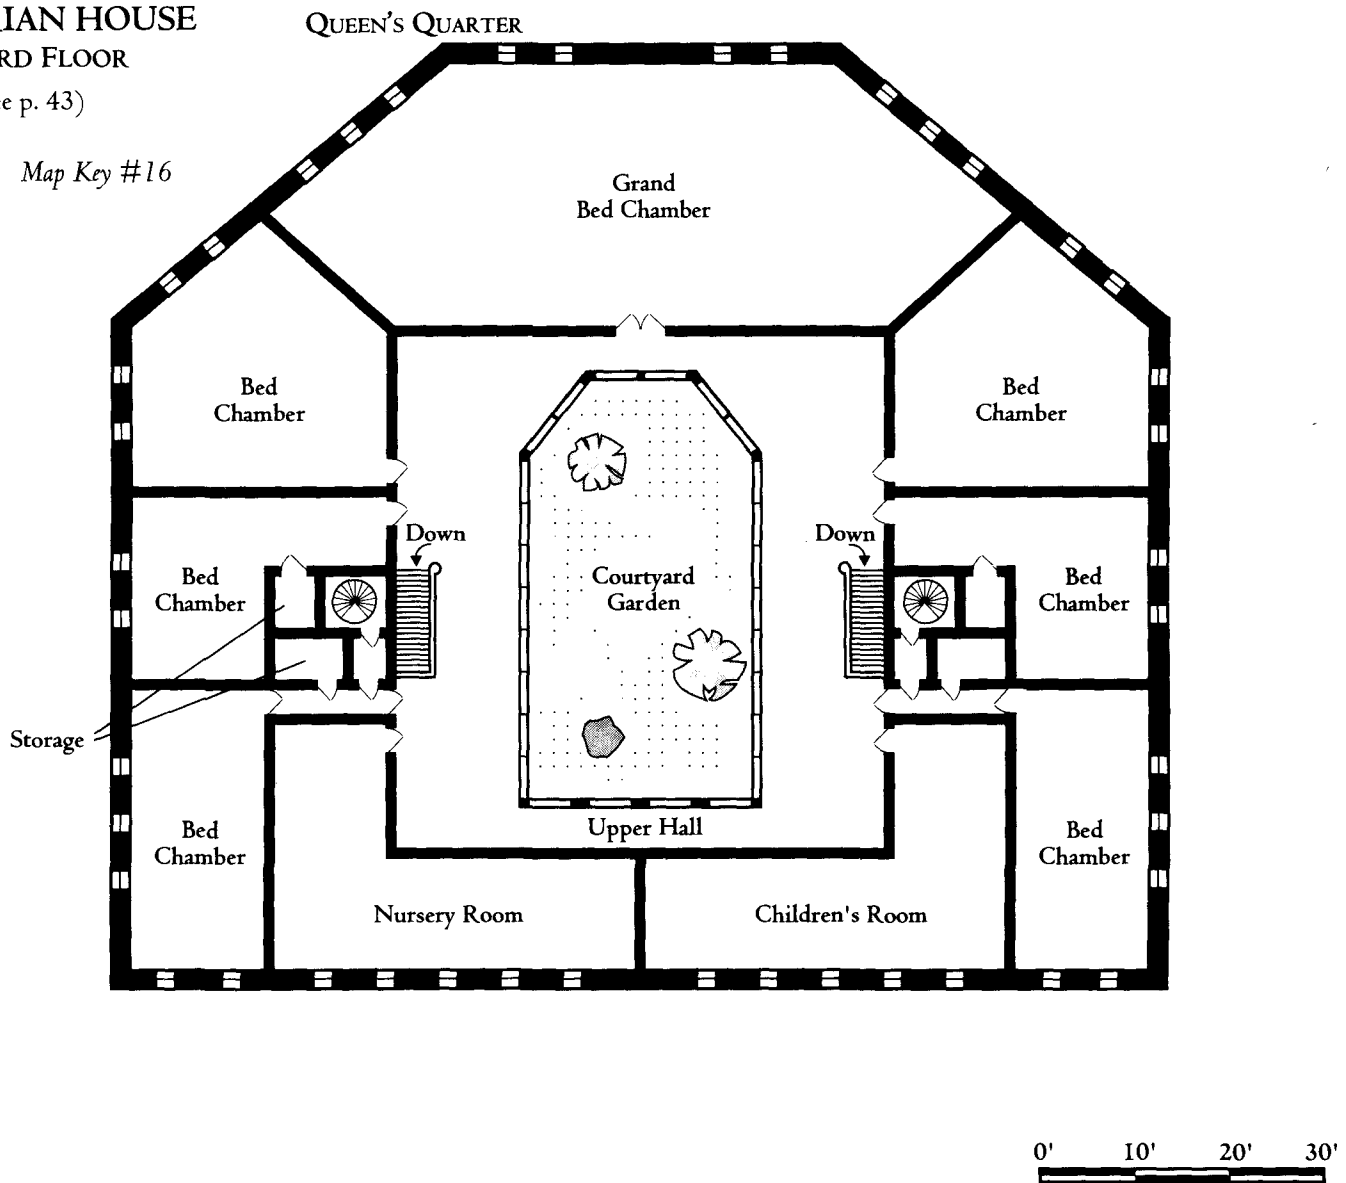 IAN HOUSE
QUEEN'S QUARTER
RD FLOOR
e p. 43)
Map Key #16
Grand
Bed Chamber
Bed
Chamber
Bed
Chamber
Down
Down
Bed
Chamber
Courtyard
Garden
Bed
Chamber
Storage
Upper Hall
Bed
Chamber
Bed
Chamber
Nursery Room
Children's Room
0' 10' 20' 30'